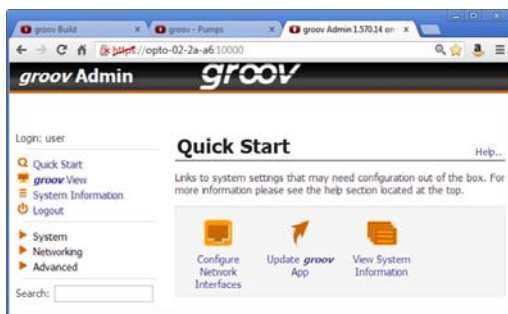 groov Build
groov - Pumps
groov Admin 1.570.14 on
https://opto-02-2a-a6:10000
groov Admin
groov
Login: user
Quick Start
groov View
System Information
Logout
System
Networking
Advanced
Search:
Quick Start
Help..
Links to system settings that may need configuration out of the box. For
more information please see the help section located at the top.
Configure
Network
Interfaces
Update groov
App
View System
Information